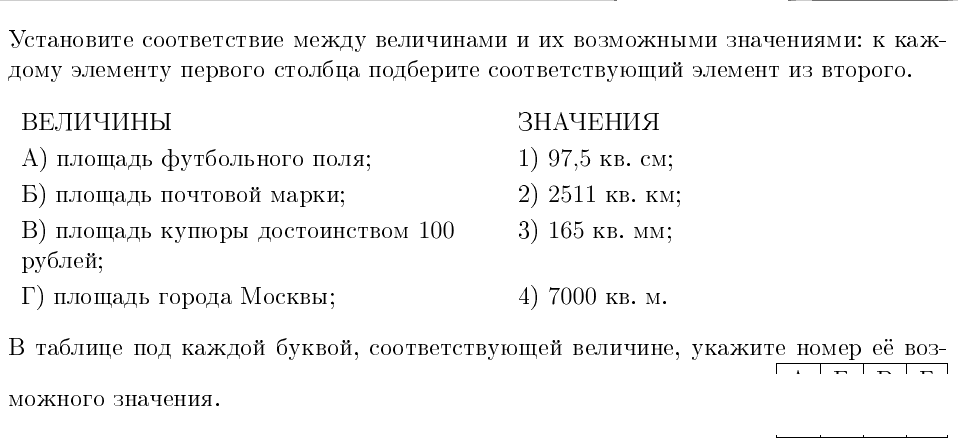 Установите соответствие между величинами и их возможными значениями: к каж-
дому элементу первого столбца подберите соответствующий элемент из второго.
ВЕЛИЧИНЫ ЗНАЧЕНИЯ
А) площадь футбольного поля; 1) 97,5 кв. см;
Б) площадь почтовой марки; 2) 2511 кв. км;
В) площадь купюры достоинством 100 3) 165 кв. мм;
рублей;
Г) площадь города Москвы; 4) 7000 кв. м.
В таблице под каждой буквой, соответствующей величине, укажите номер её воз-
можного значения.